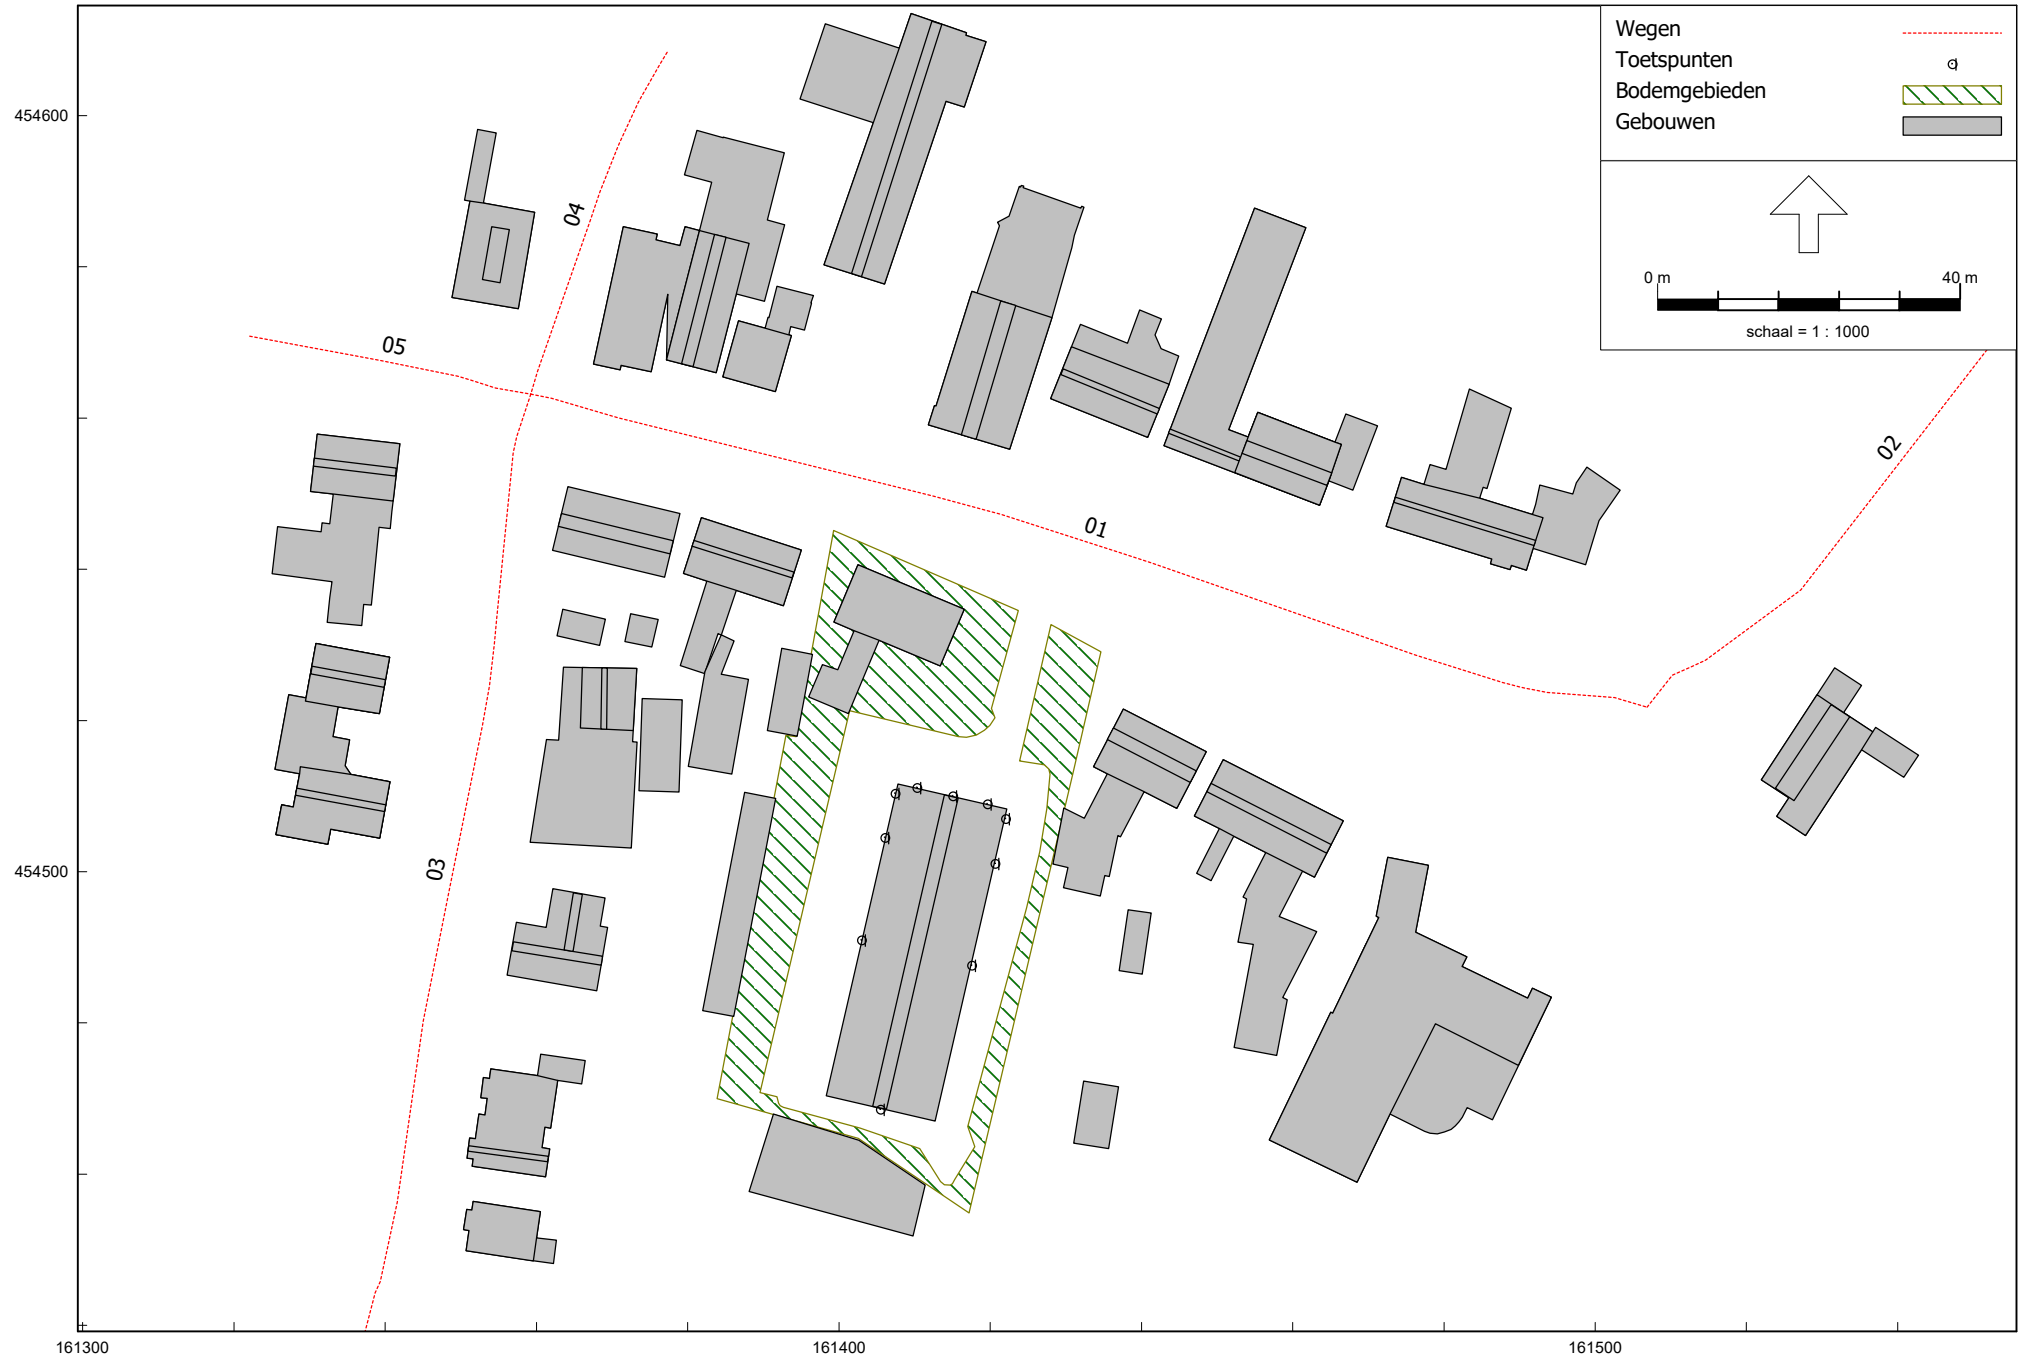 Wegen
Toetspunten
Bodemgebieden
Gebouwen
0 m 40 m
schaal = 1 : 1000
454600
04
05
02
01
454500
03
161300 161400 161500